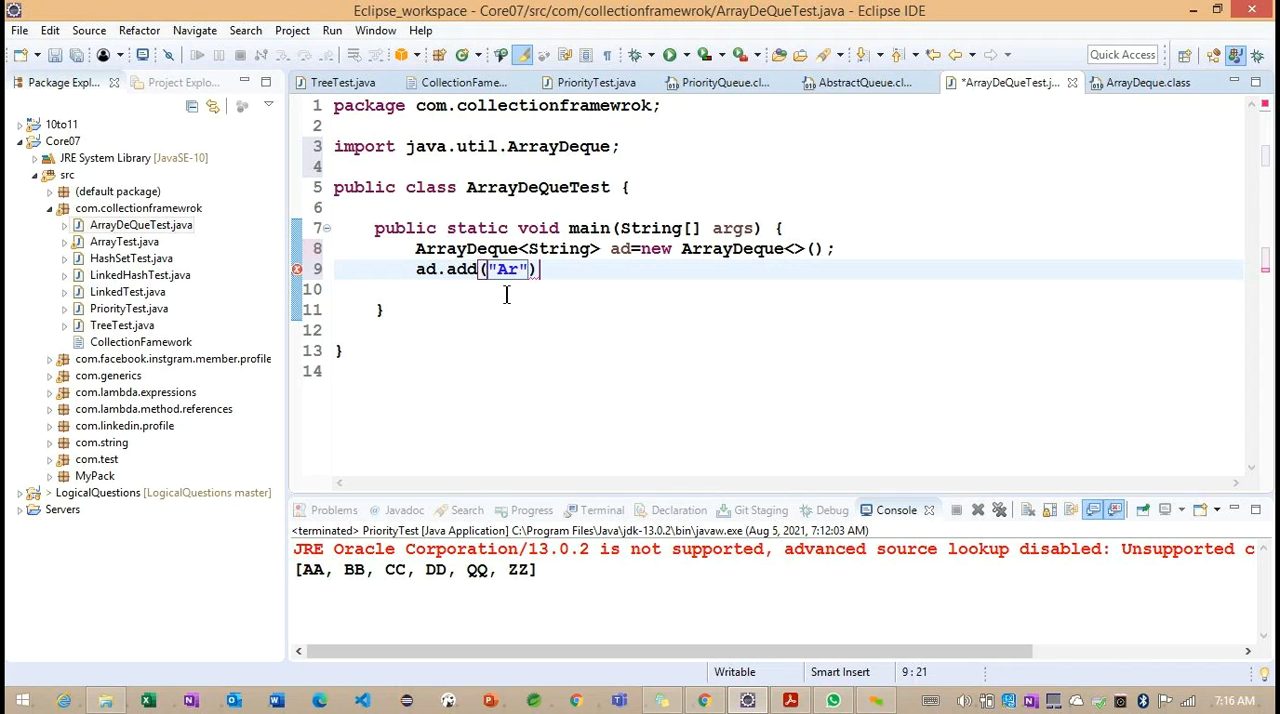 Eclipse_workspace - Core07/src/com/collectionframewrok/ArrayDeQueTest.java - Eclipse IDE
File Edit Source Refactor Navigate Search Project Run Window Help
Quick Access
Package Expl... Project Explo...
TreeTest.java CollectionFame... PriorityTest.java PriorityQueue.cl... AbstractQueue.cl... *ArrayDeQueTest.j... ArrayDeque.class
10to11
Core07
JRE System Library [JavaSE-10]
src
(default package)
com.collectionframewrok
ArrayDeQueTest.java
ArrayTest.java
HashSetTest.java
LinkedHashTest.java
LinkedTest.java
PriorityTest.java
TreeTest.java
CollectionFamework
com.facebook.instgram.member.profile
com.generics
com.lambda.expressions
com.lambda.method.references
com.linkedin.profile
com.string
com.test
MyPack
> LogicalQuestions [LogicalQuestions master]
Servers
1 package com.collectionframewrok;
2
3 import java.util.ArrayDeque;
4
5 public class ArrayDeQueTest {
6
7 public static void main(String[] args) {
8 ArrayDeque<String> ad=new ArrayDeque<>();
9 ad.add("Ar")
10
11 }
12
13 }
14
Problems Javadoc Search Progress Terminal Declaration Git Staging Debug Console
<terminated> PriorityTest [Java Application] C:\Program Files\Java\jdk-13.0.2\bin\javaw.exe (Aug 5, 2021, 7:12:03 AM)
JRE Oracle Corporation/13.0.2 is not supported, advanced source lookup disabled: Unsupported c
[AA, BB, CC, DD, QQ, ZZ]
Writable Smart Insert 9 : 21
7:16 AM